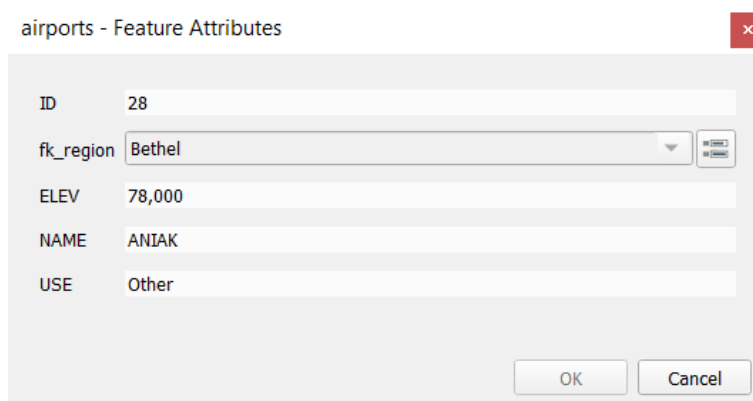 airports - Feature Attributes
ID 28
fk_region Bethel
ELEV 78,000
NAME ANIAK
USE Other
OK Cancel